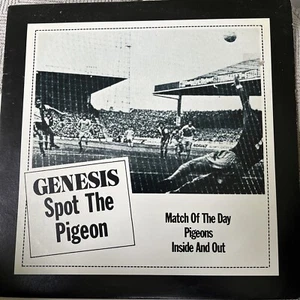 GENESIS
Spot The
Pigeon
Match Of The Day
Pigeons
Inside And Out